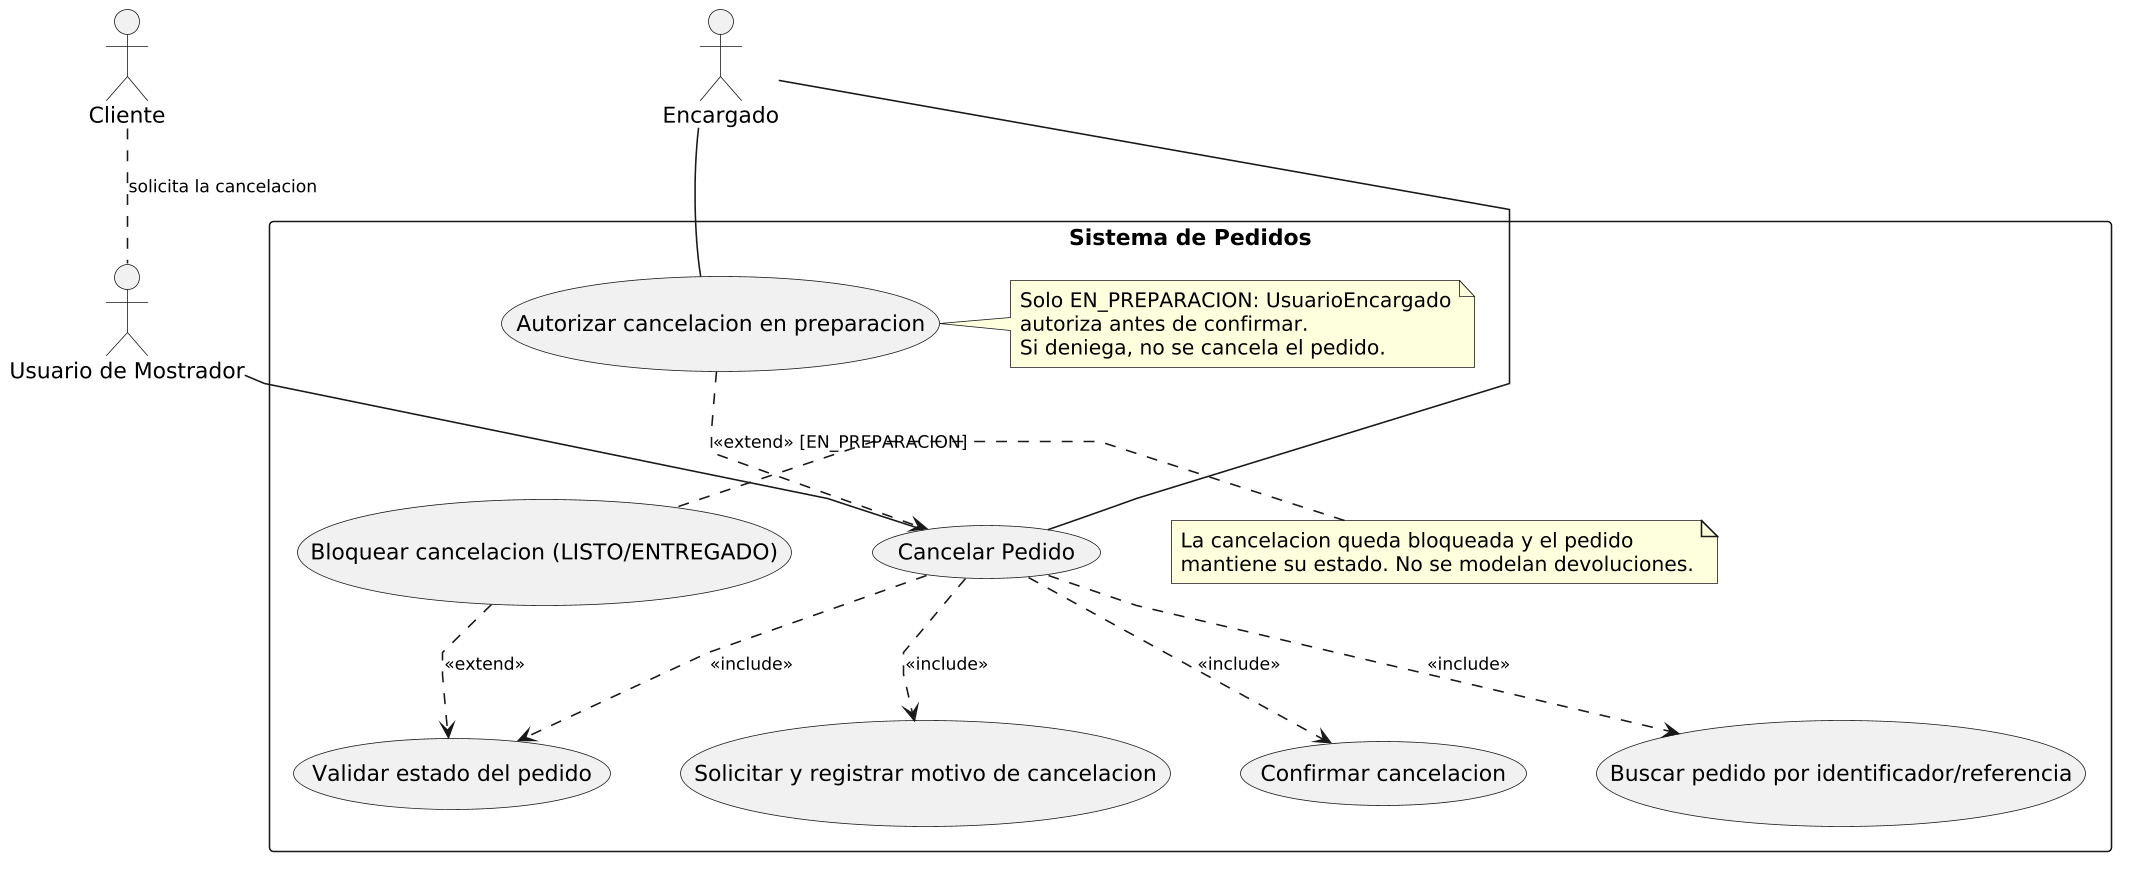 Cliente
Encargado
solicita la cancelacion
Sistema de Pedidos
Solo EN_PREPARACION: UsuarioEncargado
autoriza antes de confirmar.
Si deniega, no se cancela el pedido.
Autorizar cancelacion en preparacion
Usuario de Mostrador
«extend» [EN_PREPARACION]
La cancelacion queda bloqueada y el pedido
mantiene su estado. No se modelan devoluciones.
Bloquear cancelacion (LISTO/ENTREGADO)
Cancelar Pedido
«extend»
«include»
«include»
«include»
«include»
Validar estado del pedido
Solicitar y registrar motivo de cancelacion
Confirmar cancelacion
Buscar pedido por identificador/referencia